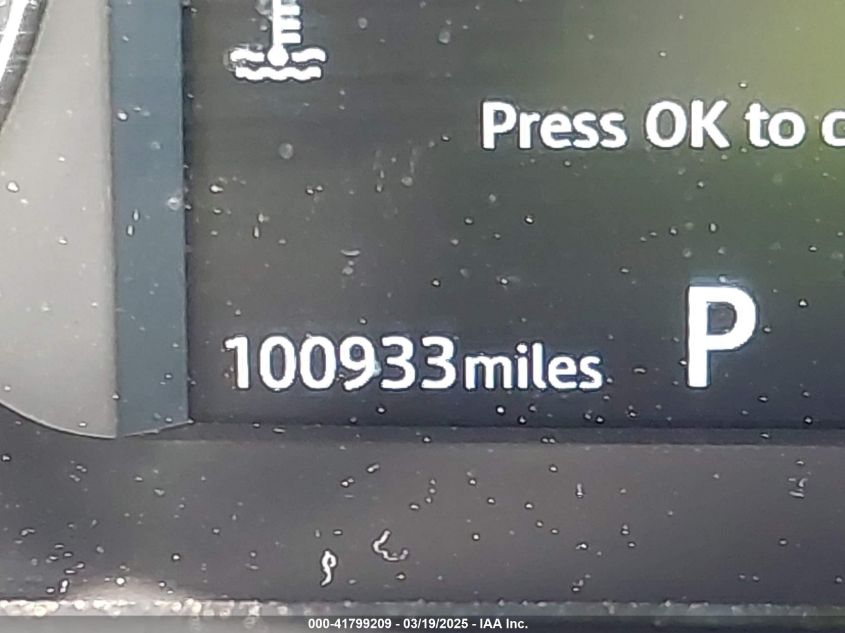 Press OK to c
100933miles
P
000-41799209 - 03/19/2025 - IAA Inc.